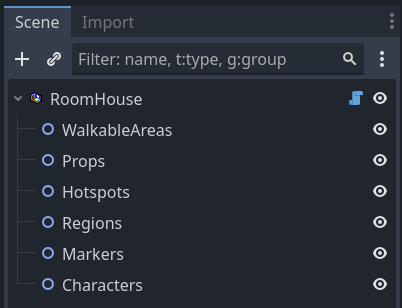 Scene Import
Filter: name, t:type, g:group
RoomHouse
WalkableAreas
Props
Hotspots
Regions
Markers
Characters